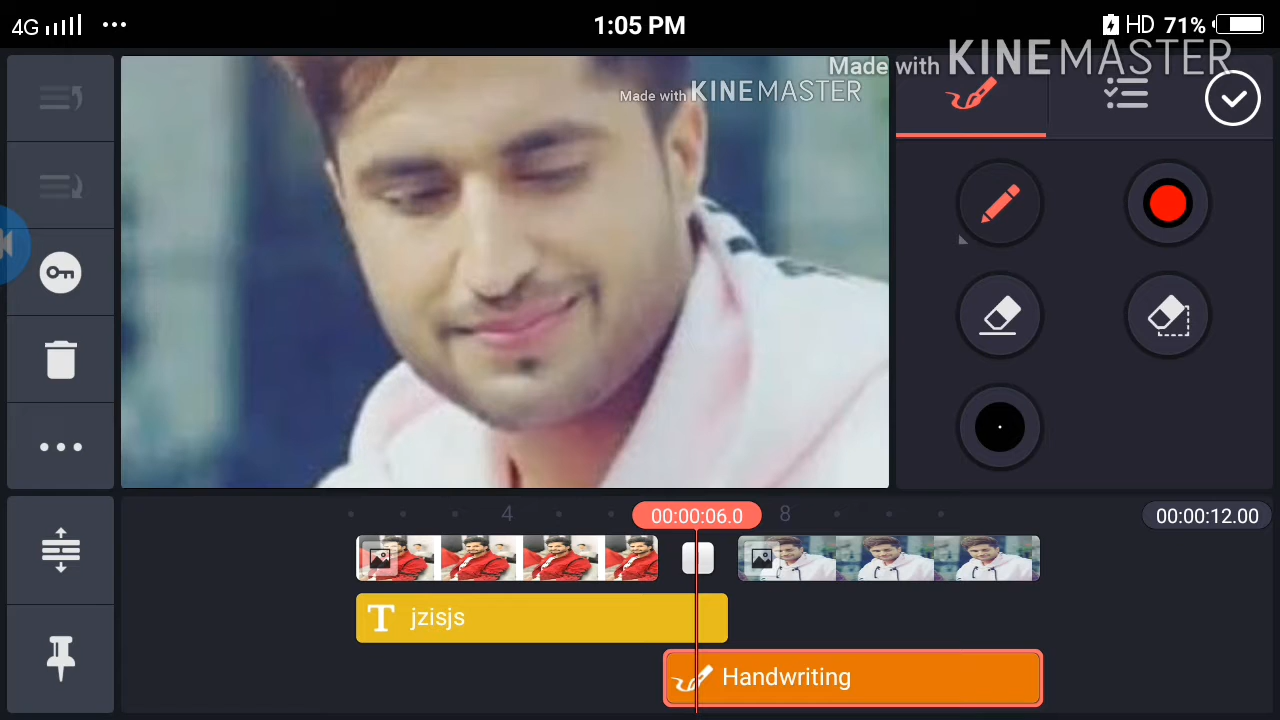 4G 1:05 PM HD 71%
Made with KINEMASTER
Made with KINEMASTER
4 00:00:06.0 8 00:00:12.00
T jzisjs
Handwriting